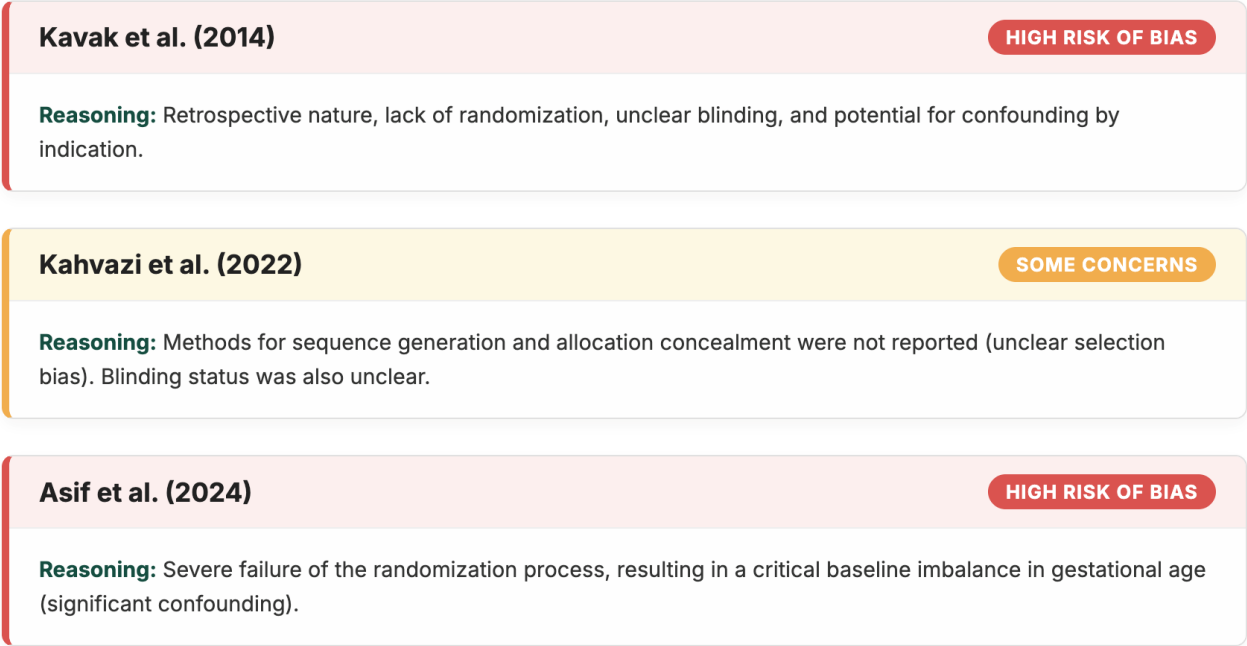 Kavak et al. (2014)
HIGH RISK OF BIAS
Reasoning: Retrospective nature, lack of randomization, unclear blinding, and potential for confounding by
indication.
Kahvazi et al. (2022)
SOME CONCERNS
Reasoning: Methods for sequence generation and allocation concealment were not reported (unclear selection
bias). Blinding status was also unclear.
Asif et al. (2024)
HIGH RISK OF BIAS
Reasoning: Severe failure of the randomization process, resulting in a critical baseline imbalance in gestational age
(significant confounding).